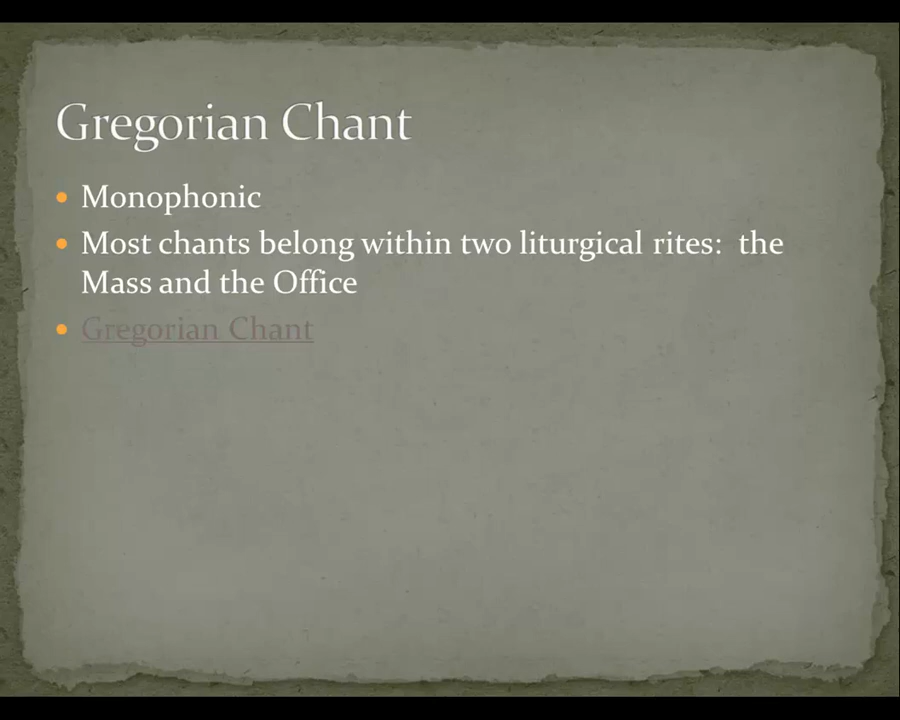 Gregorian Chant
• Monophonic
• Most chants belong within two liturgical rites:  the
Mass and the Office
• Gregorian Chant